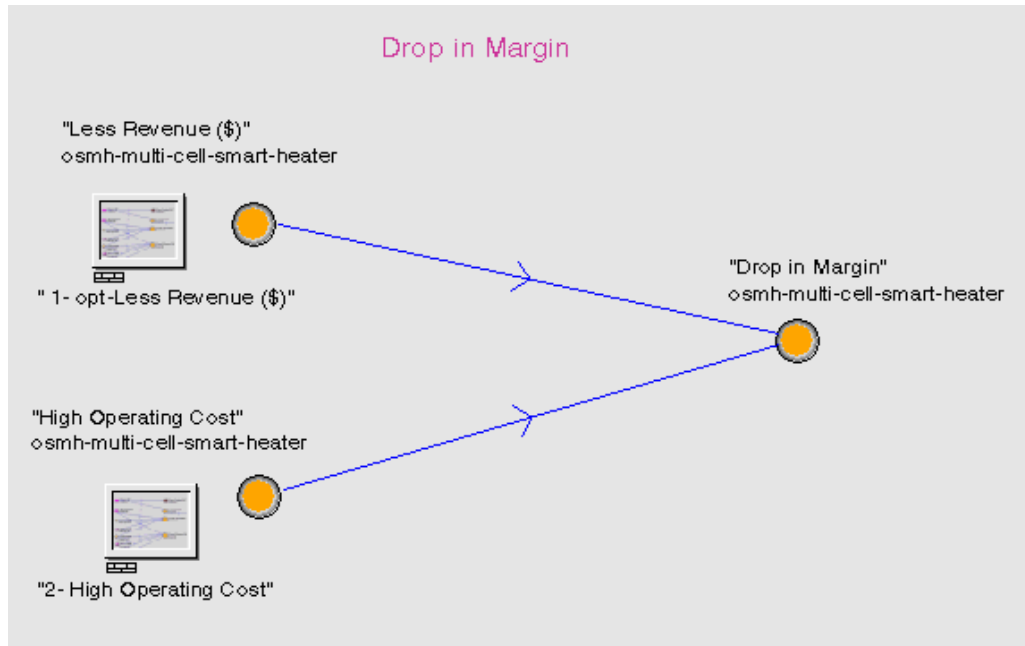 Drop in Margin
"Less Revenue ($)"
osmh-multi-cell-smart-heater
" 1- opt-Less Revenue ($)"
"Drop in Margin"
osmh-multi-cell-smart-heater
"High Operating Cost"
osmh-multi-cell-smart-heater
"2- High Operating Cost"